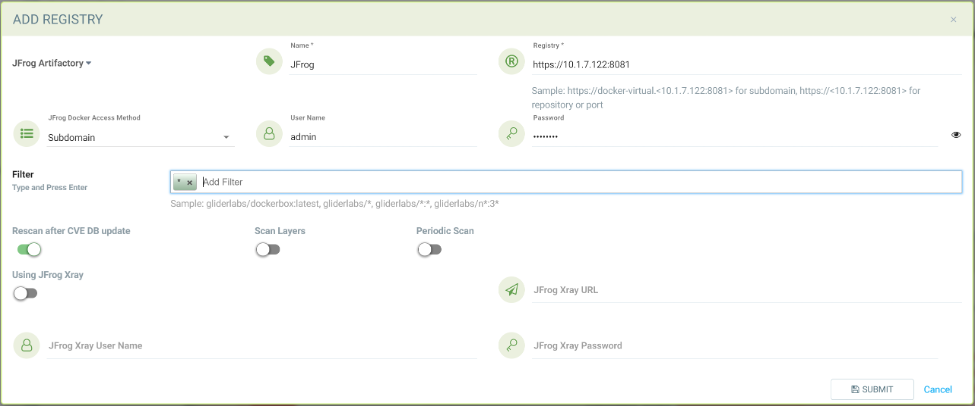 ADD REGISTRY
×
JFrog Artifactory
Name *
JFrog
Registry *
https://10.1.7.122:8081
Sample: https://docker-virtual.<10.1.7.122:8081> for subdomain, https://<10.1.7.122:8081> for
repository or port
JFrog Docker Access Method
Subdomain
User Name
admin
Password
••••••••
Filter
Type and Press Enter
* × Add Filter
Sample: gliderlabs/dockerbox:latest, gliderlabs/*, gliderlabs/*:*, gliderlabs/n*:3*
Rescan after CVE DB update
Scan Layers
Periodic Scan
Using JFrog Xray
JFrog Xray URL
JFrog Xray User Name
JFrog Xray Password
SUBMIT
Cancel